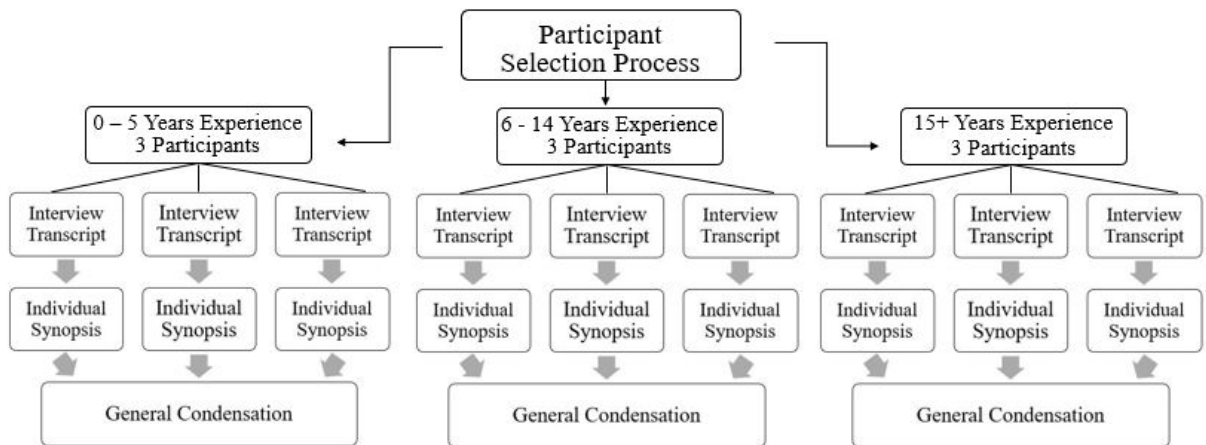 Participant
Selection Process
0 – 5 Years Experience
3 Participants
6 - 14 Years Experience
3 Participants
15+ Years Experience
3 Participants
Interview
Transcript
Interview
Transcript
Interview
Transcript
Interview
Transcript
Interview
Transcript
Interview
Transcript
Interview
Transcript
Interview
Transcript
Interview
Transcript
Individual
Synopsis
Individual
Synopsis
Individual
Synopsis
Individual
Synopsis
Individual
Synopsis
Individual
Synopsis
Individual
Synopsis
Individual
Synopsis
Individual
Synopsis
General Condensation
General Condensation
General Condensation